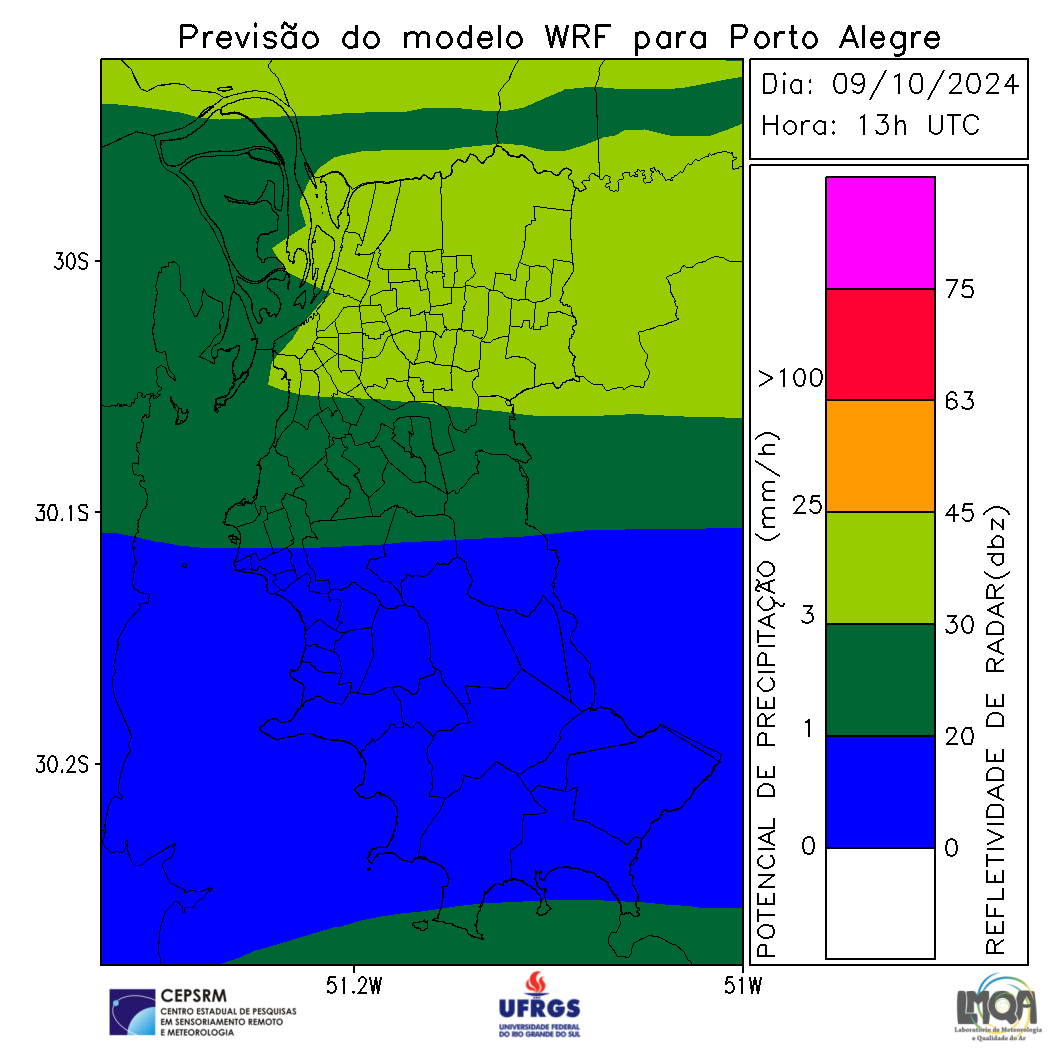 Previsão do modelo WRF para Porto Alegre
Dia: 09/10/2024
Hora: 13h UTC
30S
30.1S
30.2S
51.2W
51W
>100
25
3
1
0
75
63
45
30
20
0
POTENCIAL DE PRECIPITAÇÃO (mm/h)
REFLETIVIDADE DE RADAR(dbz)
CEPSRM
CENTRO ESTADUAL DE PESQUISAS
EM SENSORIAMENTO REMOTO
E METEOROLOGIA
UFRGS
UNIVERSIDADE FEDERAL
DO RIO GRANDE DO SUL
LMQA
Laboratório de Meteorologia
e Qualidade do Ar